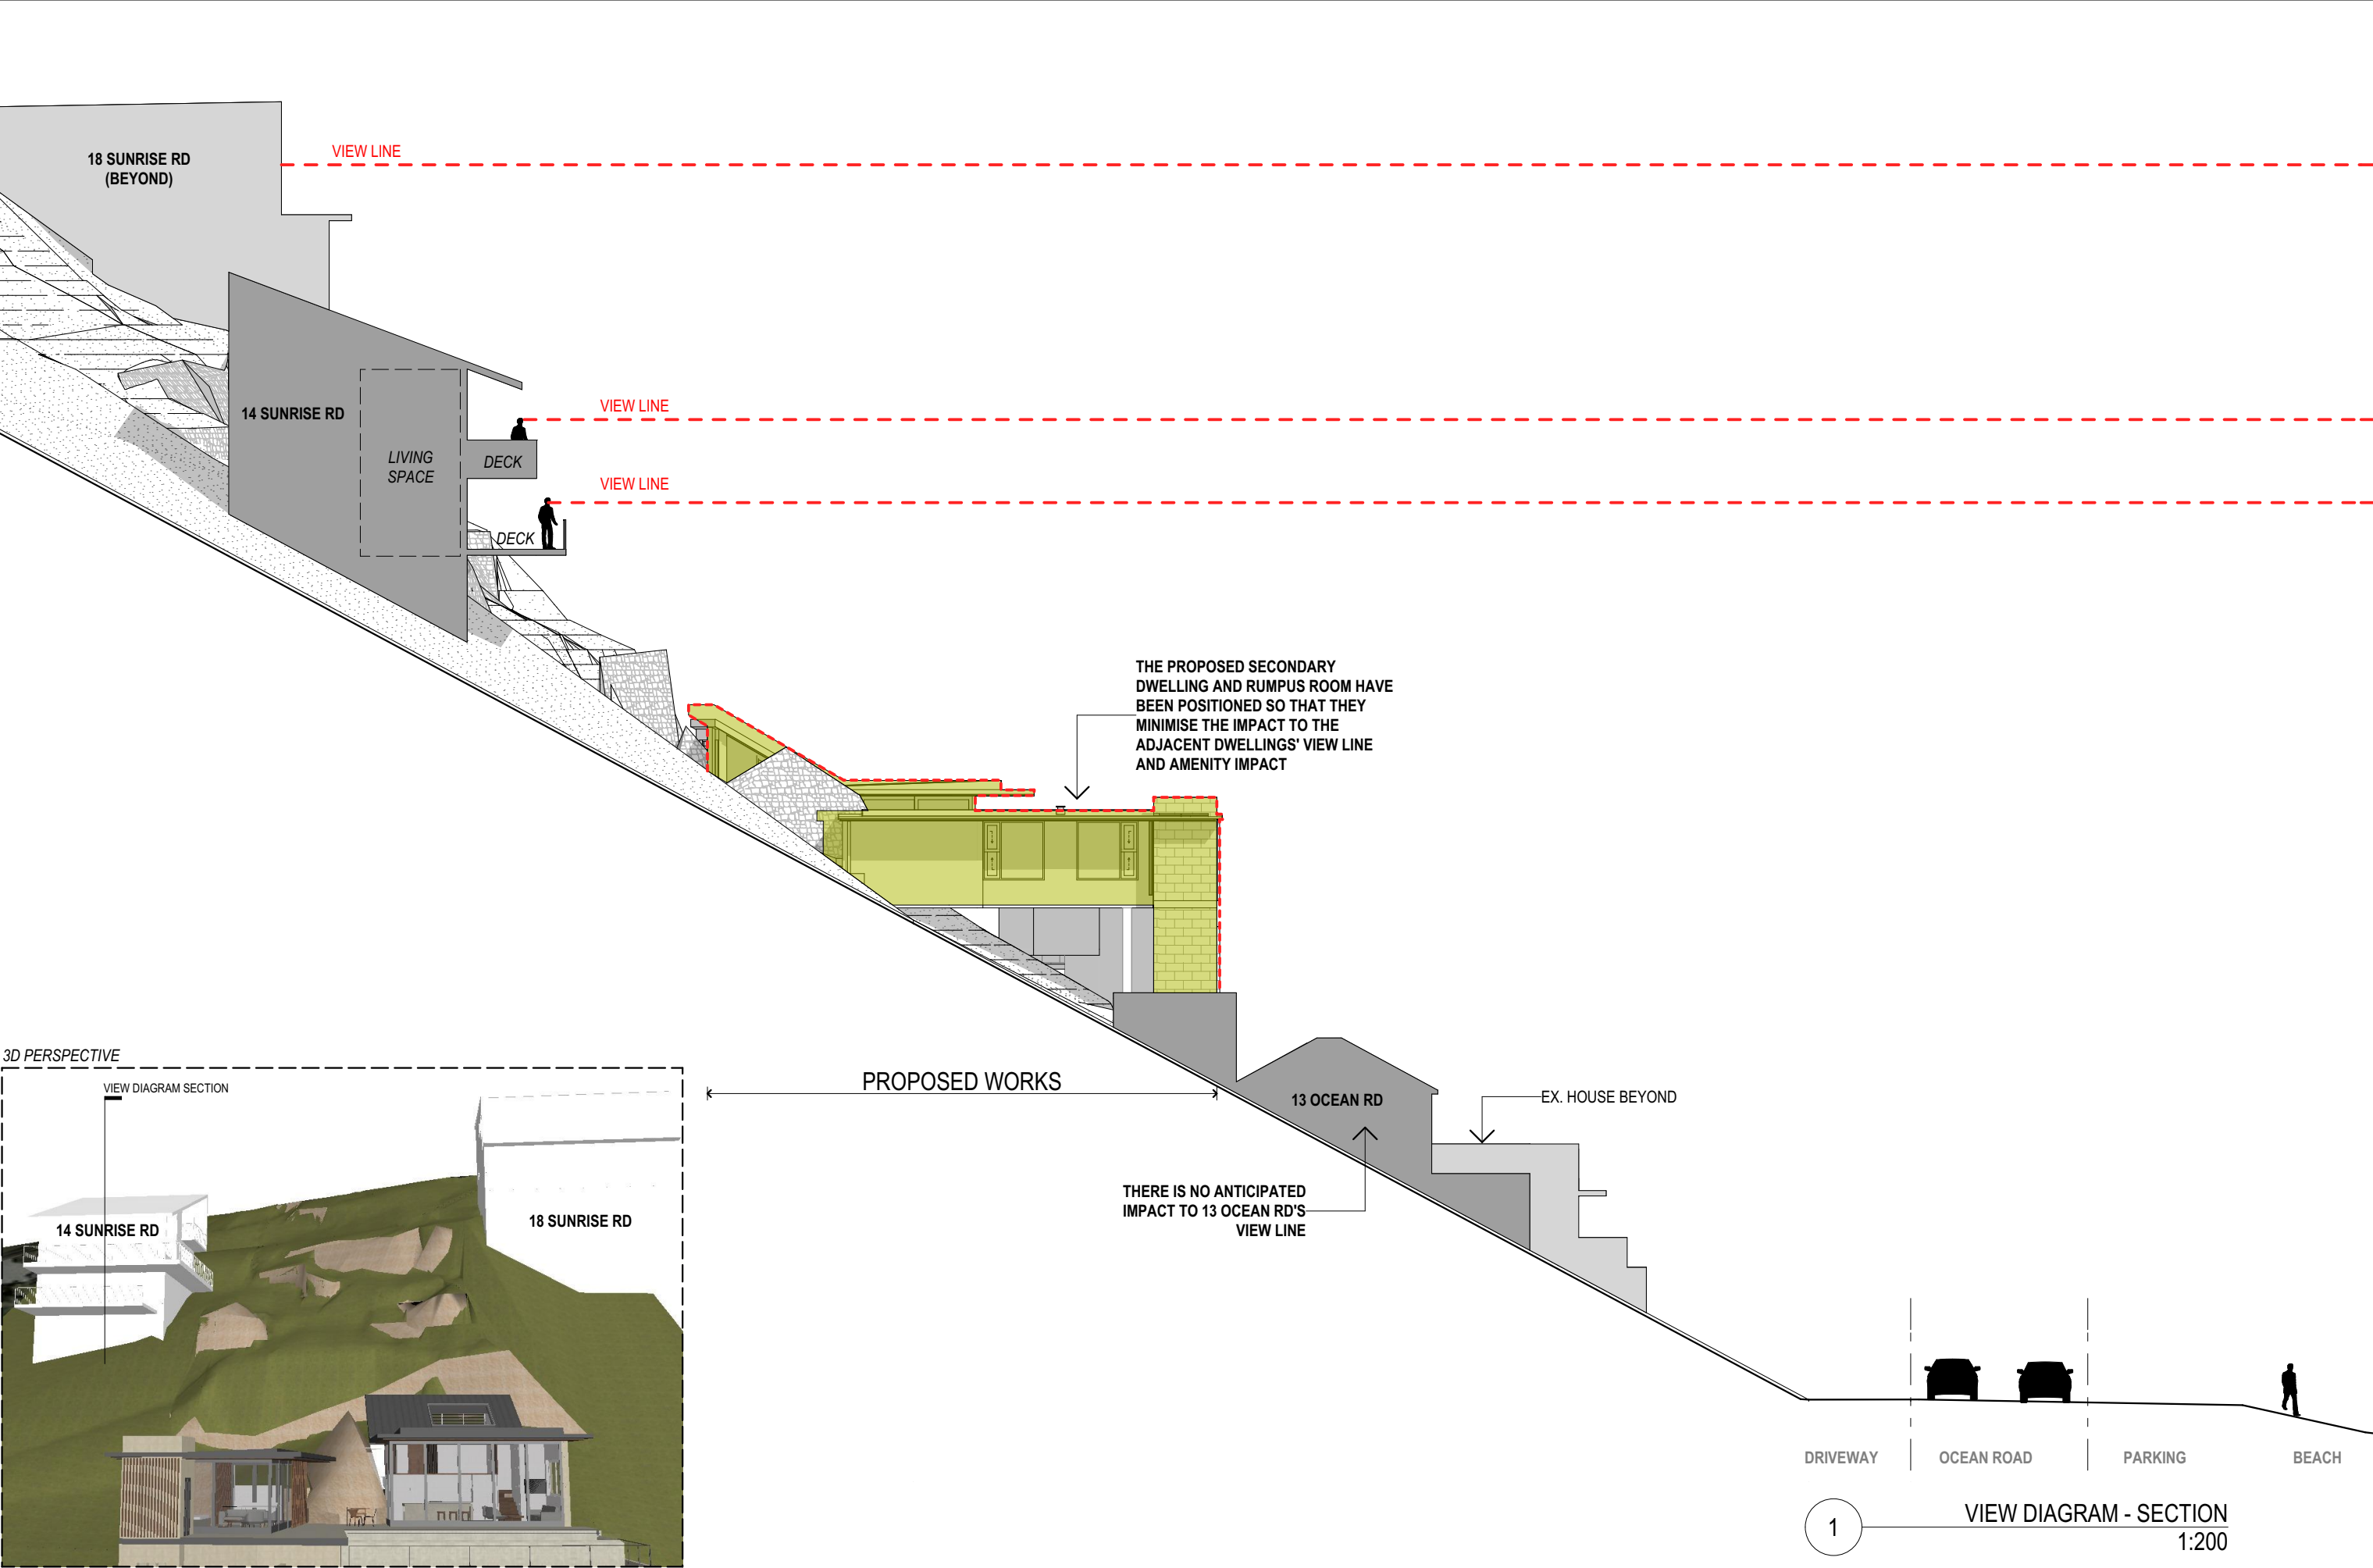 18 SUNRISE RD
(BEYOND)
VIEW LINE
14 SUNRISE RD
VIEW LINE
LIVING
SPACE
DECK
VIEW LINE
DECK
THE PROPOSED SECONDARY
DWELLING AND RUMPUS ROOM HAVE
BEEN POSITIONED SO THAT THEY
MINIMISE THE IMPACT TO THE
ADJACENT DWELLINGS' VIEW LINE
AND AMENITY IMPACT
PROPOSED WORKS
13 OCEAN RD
EX. HOUSE BEYOND
THERE IS NO ANTICIPATED
IMPACT TO 13 OCEAN RD'S
VIEW LINE
3D PERSPECTIVE
VIEW DIAGRAM SECTION
14 SUNRISE RD
18 SUNRISE RD
DRIVEWAY
OCEAN ROAD
PARKING
BEACH
1
VIEW DIAGRAM - SECTION
1:200